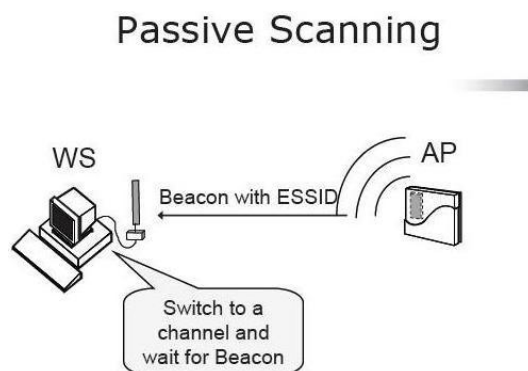 Passive Scanning
WS
AP
Beacon with ESSID
Switch to a
channel and
wait for Beacon